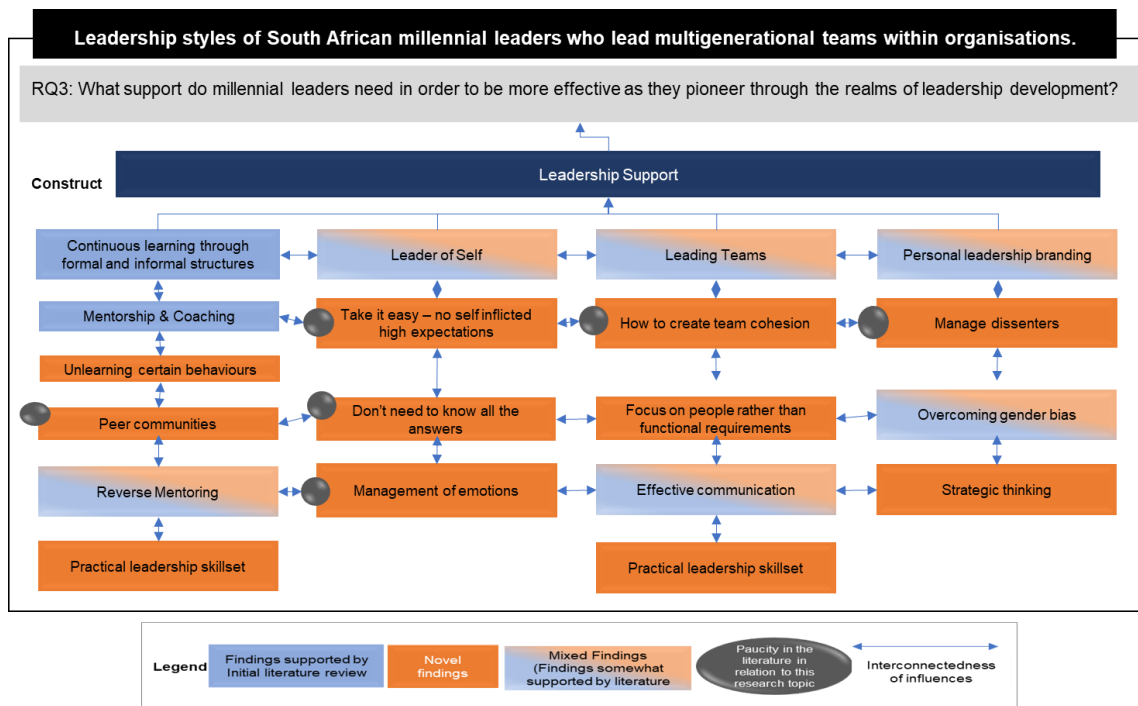 Leadership styles of South African millennial leaders who lead multigenerational teams within organisations.
RQ3: What support do millennial leaders need in order to be more effective as they pioneer through the realms of leadership development?
Construct
Leadership Support
Continuous learning through
formal and informal structures
Leader of Self
Leading Teams
Personal leadership branding
Mentorship & Coaching
Take it easy – no self inflicted
high expectations
How to create team cohesion
Manage dissenters
Unlearning certain behaviours
Peer communities
Don't need to know all the
answers
Focus on people rather than
functional requirements
Overcoming gender bias
Reverse Mentoring
Management of emotions
Effective communication
Strategic thinking
Practical leadership skillset
Practical leadership skillset
Legend
Findings supported by
Initial literature review
Novel
findings
Mixed Findings
(Findings somewhat
supported by literature
Paucity in the
literature in
relation to this
research topic
Interconnectedness
of influences